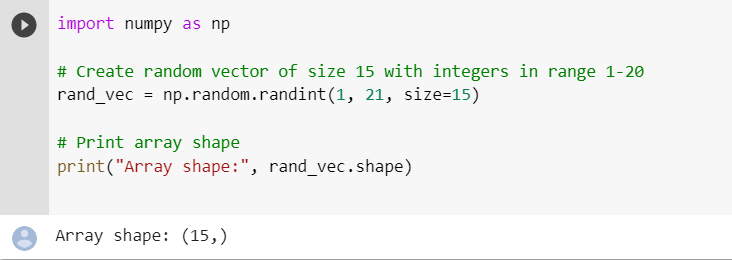 import numpy as np
# Create random vector of size 15 with integers in range 1-20
rand_vec = np.random.randint(1, 21, size=15)
# Print array shape
print("Array shape:", rand_vec.shape)
Array shape: (15,)